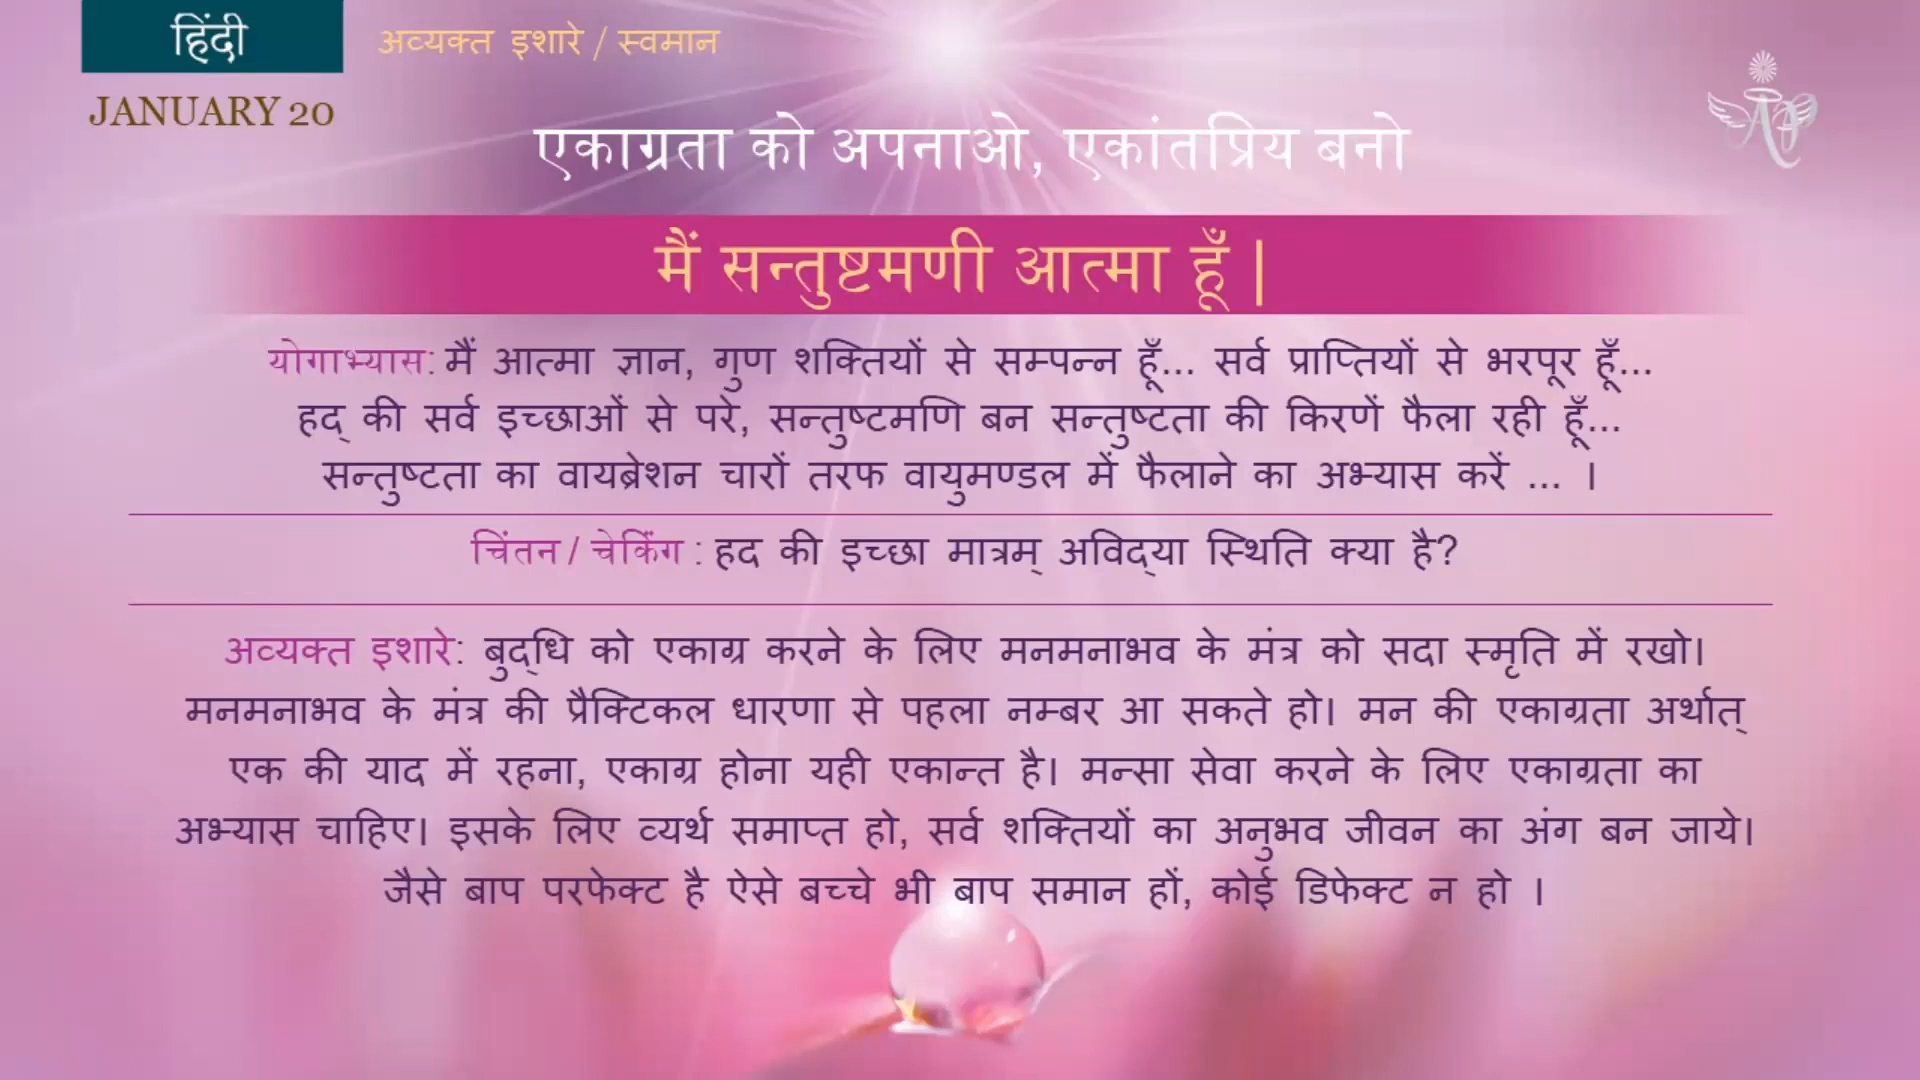 हिंदी
अव्यक्त इशारे / स्वमान
JANUARY 20
एकाग्रता को अपनाओ, एकांतप्रिय बनो
मैं सन्तुष्टमणी आत्मा हूँ |
योगाभ्यास: मैं आत्मा ज्ञान, गुण शक्तियों से सम्पन्न हूँ... सर्व प्राप्तियों से भरपूर हूँ...
हद् की सर्व इच्छाओं से परे, सन्तुष्टमणि बन सन्तुष्टता की किरणें फैला रही हूँ...
सन्तुष्टता का वायब्रेशन चारों तरफ वायुमण्डल में फैलाने का अभ्यास करें ... ।
चिंतन / चेकिंग : हद की इच्छा मात्रम् अविद्या स्थिति क्या है?
अव्यक्त इशारे: बुद्धि को एकाग्र करने के लिए मनमनाभव के मंत्र को सदा स्मृति में रखो।
मनमनाभव के मंत्र की प्रैक्टिकल धारणा से पहला नम्बर आ सकते हो। मन की एकाग्रता अर्थात्
एक की याद में रहना, एकाग्र होना यही एकान्त है। मन्सा सेवा करने के लिए एकाग्रता का
अभ्यास चाहिए। इसके लिए व्यर्थ समाप्त हो, सर्व शक्तियों का अनुभव जीवन का अंग बन जाये।
जैसे बाप परफेक्ट है ऐसे बच्चे भी बाप समान हों, कोई डिफेक्ट न हो ।